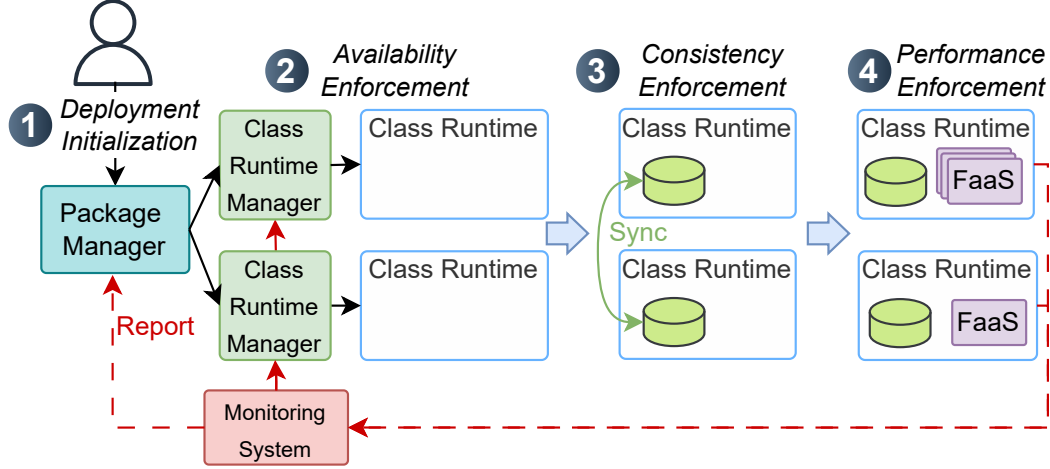 1
Deployment
Initialization
Package
Manager
2
Availability
Enforcement
Class
Runtime
Manager
Class Runtime
Class
Runtime
Manager
Class Runtime
3
Consistency
Enforcement
Class Runtime
Sync
Class Runtime
4
Performance
Enforcement
Class Runtime
FaaS
Class Runtime
FaaS
Report
Monitoring
System